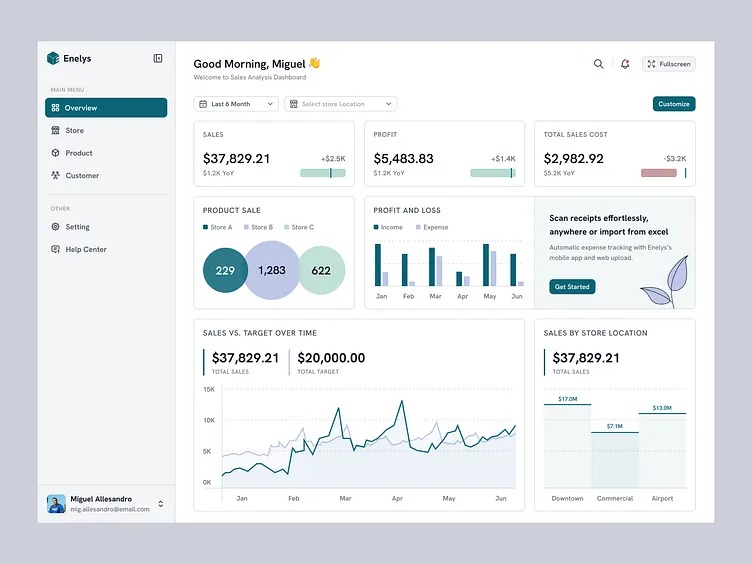 Enelys
MAIN MENU
Overview
Store
Product
Customer
OTHER
Setting
Help Center
Miguel Allesandro
mig.allesandro@email.com
Good Morning, Miguel 👋
Welcome to Sales Analysis Dashboard
Fullscreen
Last 6 Month
Select store Location
Customize
SALES
$37,829.21
+$2.5K
$1.2K YoY
PROFIT
$5,483.83
+$1.4K
$1.2K YoY
TOTAL SALES COST
$2,982.92
-$3.2K
$5.2K YoY
PRODUCT SALE
Store A
Store B
Store C
229
1,283
622
PROFIT AND LOSS
Income
Expense
Jan
Feb
Mar
Apr
May
Jun
Scan receipts effortlessly,
anywhere or import from excel
Automatic expense tracking with Enelys's
mobile app and web upload.
Get Started
SALES VS. TARGET OVER TIME
$37,829.21
TOTAL SALES
$20,000.00
TOTAL TARGET
15K
10K
5K
0K
Jan
Feb
Mar
Apr
May
Jun
SALES BY STORE LOCATION
$37,829.21
TOTAL SALES
$17.0M
$7.1M
$13.0M
Downtown
Commercial
Airport